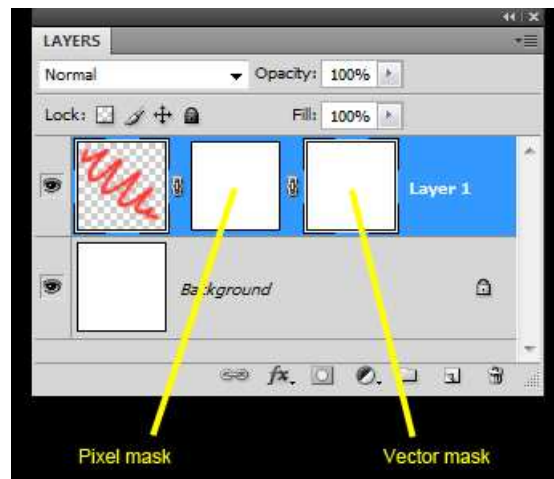 LAYERS
Normal Opacity: 100%
Lock: Fill: 100%
Layer 1
Background
fx.
Pixel mask Vector mask